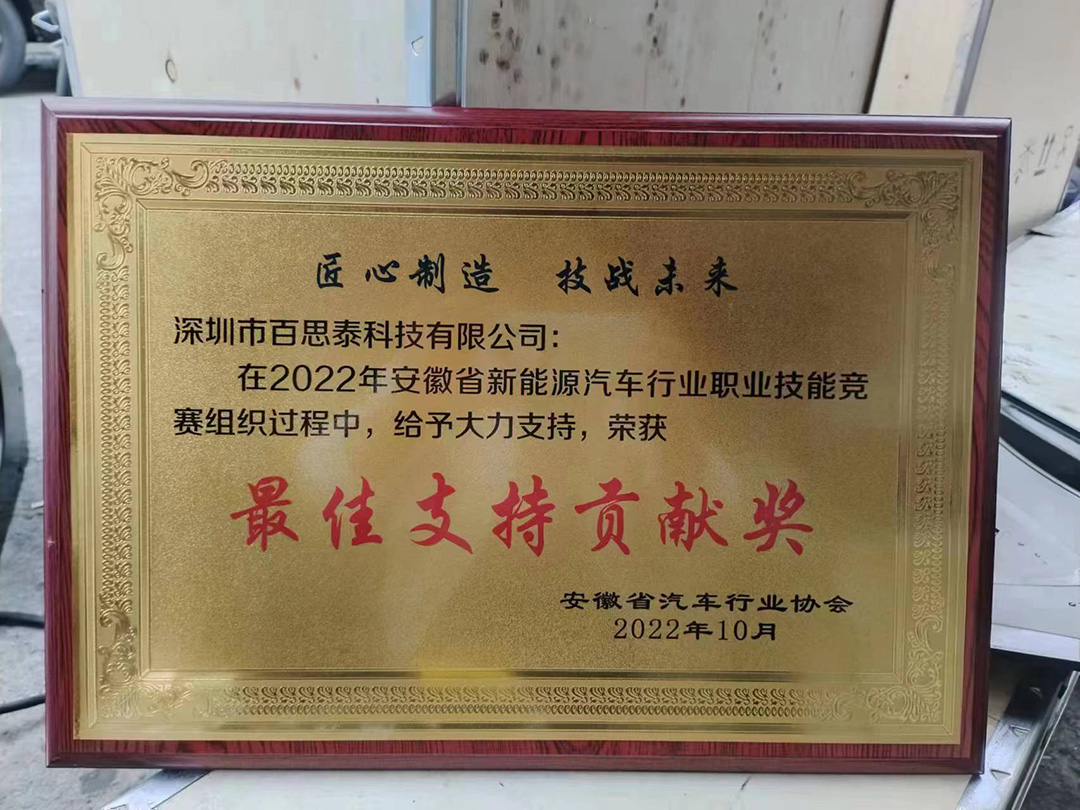 匠心制造 技战未来
深圳市百思泰科技有限公司：
在2022年安徽省新能源汽车行业职业技能竞
赛组织过程中，给予大力支持，荣获
最佳支持贡献奖
安徽省汽车行业协会
2022年10月